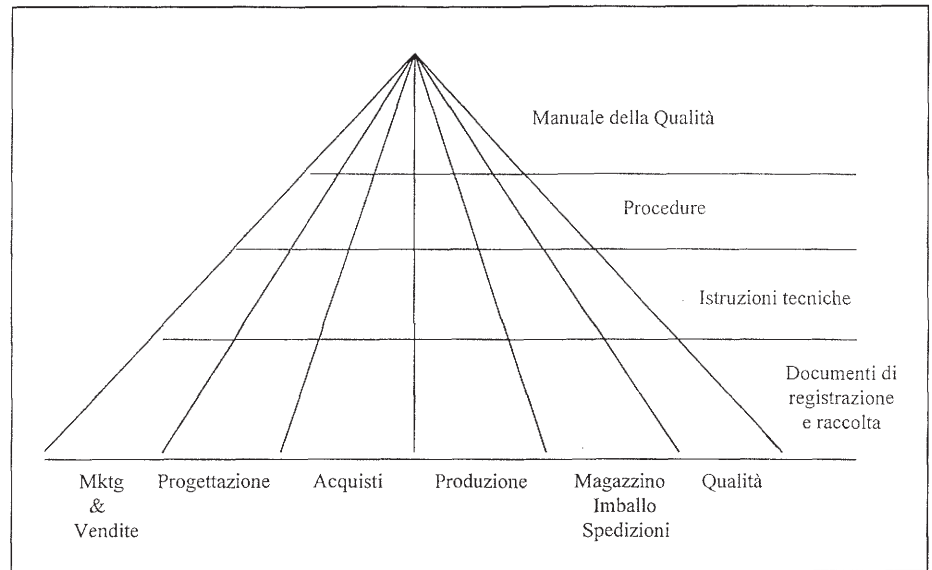 Manuale della Qualità
Procedure
Istruzioni tecniche
Documenti di
registrazione
e raccolta
Mktg
&
Vendite
Progettazione
Acquisti
Produzione
Magazzino
Imballo
Spedizioni
Qualità